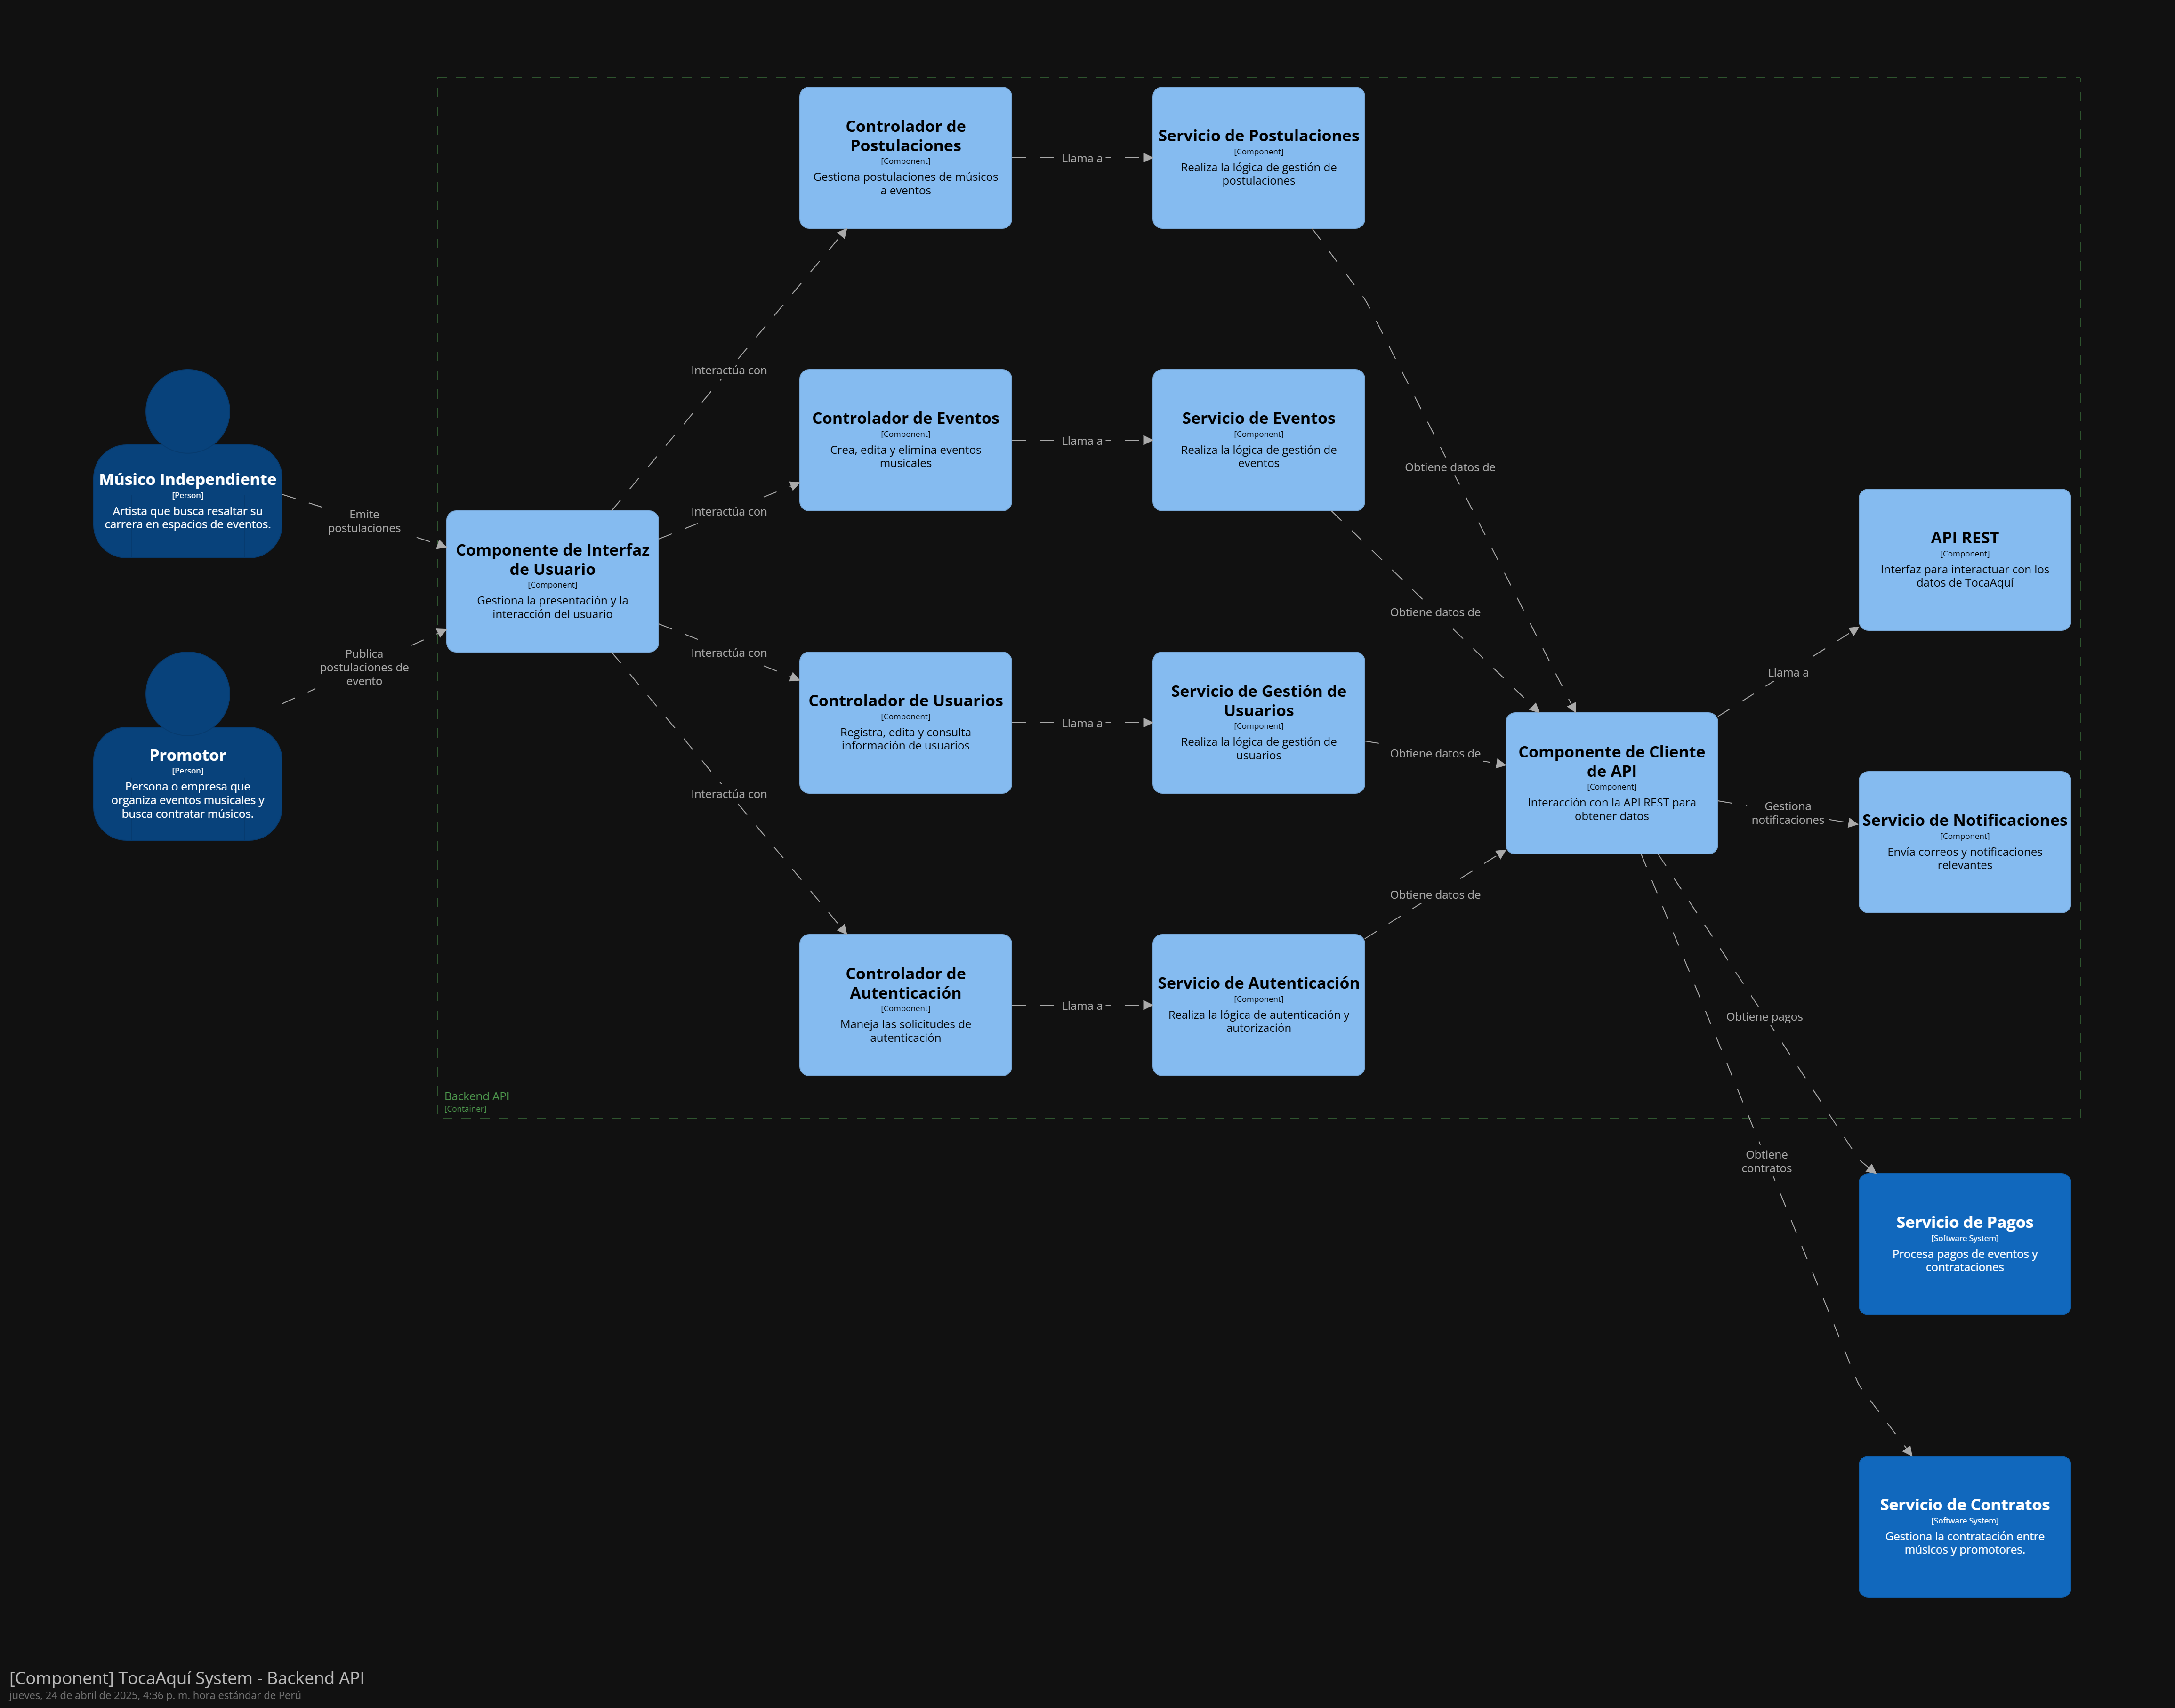 Controlador de
Postulaciones
[Component]
Gestiona postulaciones de músicos
a eventos
Llama a
Servicio de Postulaciones
[Component]
Realiza la lógica de gestión de
postulaciones
Interactúa con
Controlador de Eventos
[Component]
Crea, edita y elimina eventos
musicales
Llama a
Servicio de Eventos
[Component]
Realiza la lógica de gestión de
eventos
Obtiene datos de
Músico Independiente
[Person]
Artista que busca resaltar su
carrera en espacios de eventos.
Emite
postulaciones
Interactúa con
Componente de Interfaz
de Usuario
[Component]
Gestiona la presentación y la
interacción del usuario
API REST
[Component]
Interfaz para interactuar con los
datos de TocaAquí
Obtiene datos de
Publica
postulaciones de
evento
Interactúa con
Llama a
Promotor
[Person]
Persona o empresa que
organiza eventos musicales y
busca contratar músicos.
Controlador de Usuarios
[Component]
Registra, edita y consulta
información de usuarios
Llama a
Servicio de Gestión de
Usuarios
[Component]
Realiza la lógica de gestión de
usuarios
Obtiene datos de
Componente de Cliente
de API
[Component]
Interacción con la API REST para
obtener datos
Gestiona
notificaciones
Servicio de Notificaciones
[Component]
Envía correos y notificaciones
relevantes
Interactúa con
Obtiene datos de
Controlador de
Autenticación
[Component]
Maneja las solicitudes de
autenticación
Llama a
Servicio de Autenticación
[Component]
Realiza la lógica de autenticación y
autorización
Obtiene pagos
Backend API
[Container]
Obtiene
contratos
Servicio de Pagos
[Software System]
Procesa pagos de eventos y
contrataciones
Servicio de Contratos
[Software System]
Gestiona la contratación entre
músicos y promotores.
[Component] TocaAquí System - Backend API
jueves, 24 de abril de 2025, 4:36 p. m. hora estándar de Perú